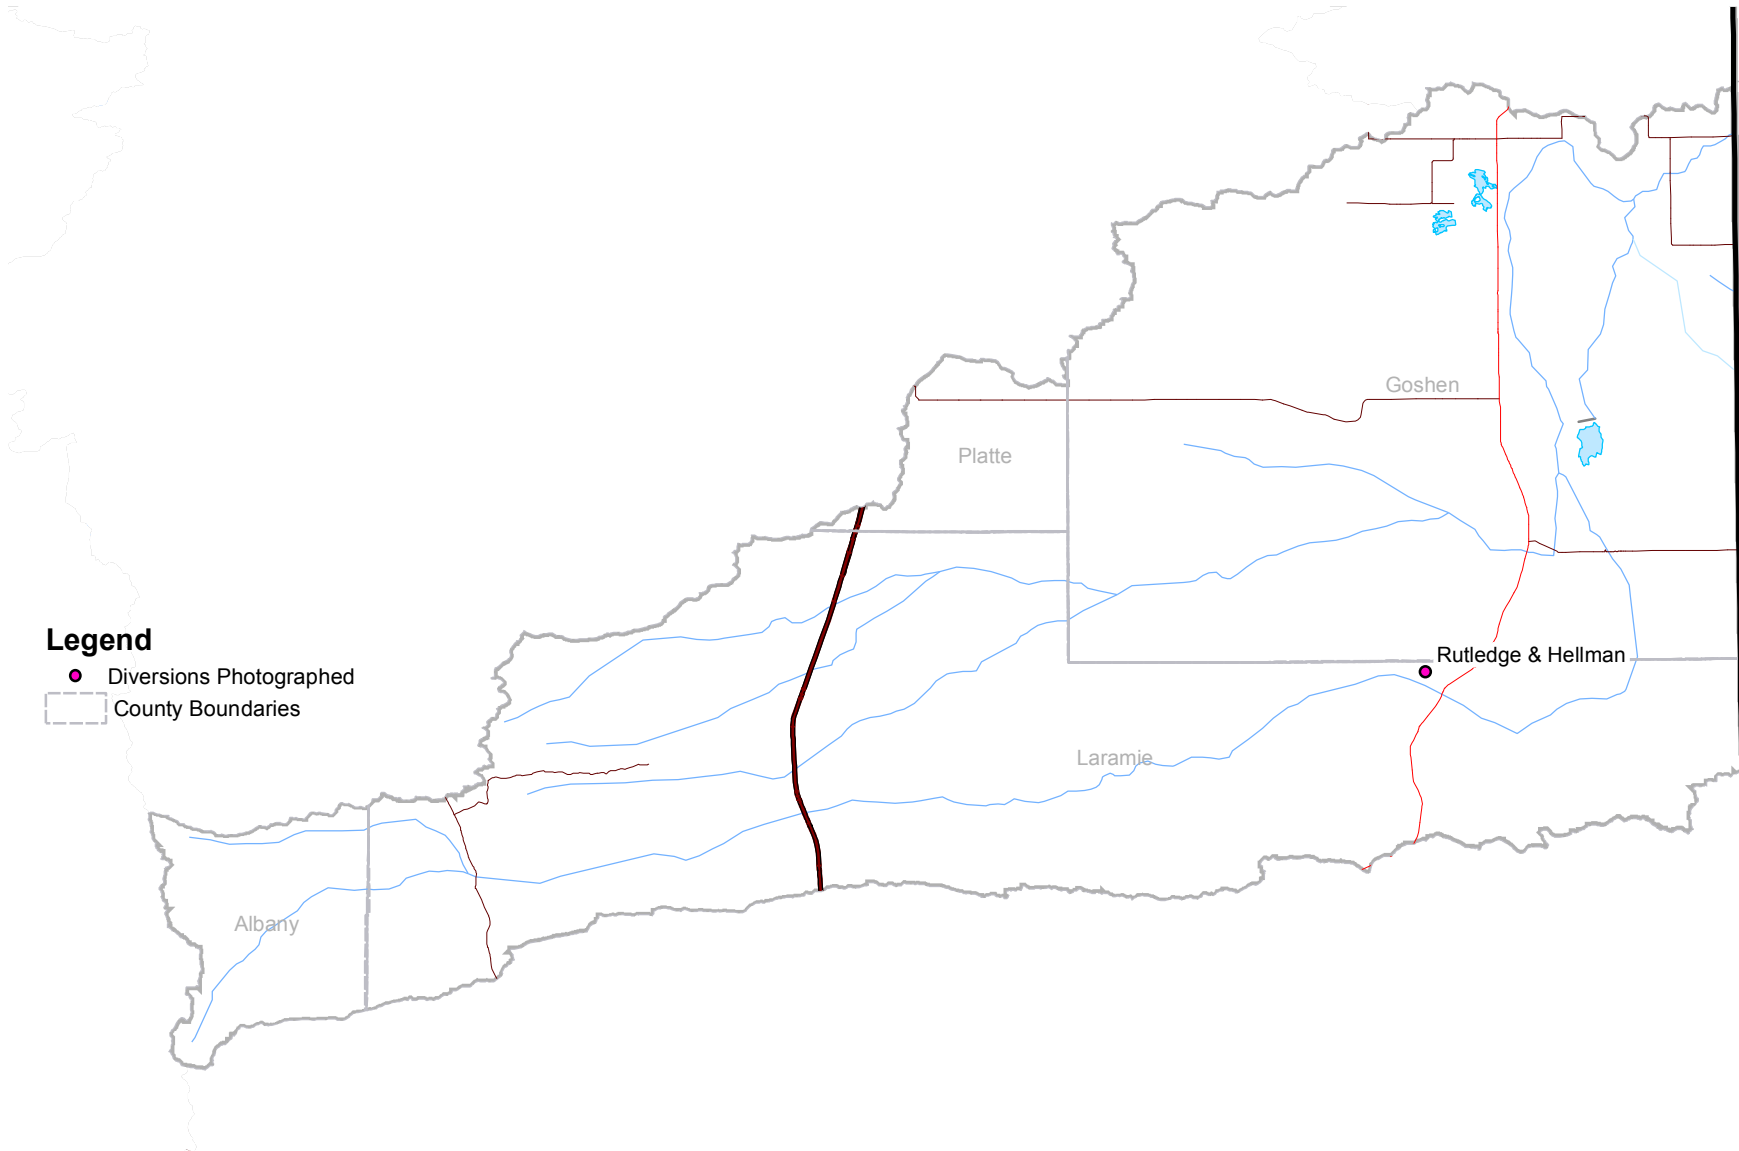 Goshen
Platte
Legend
Rutledge & Hellman
Diversions Photographed
County Boundaries
Laramie
Albany